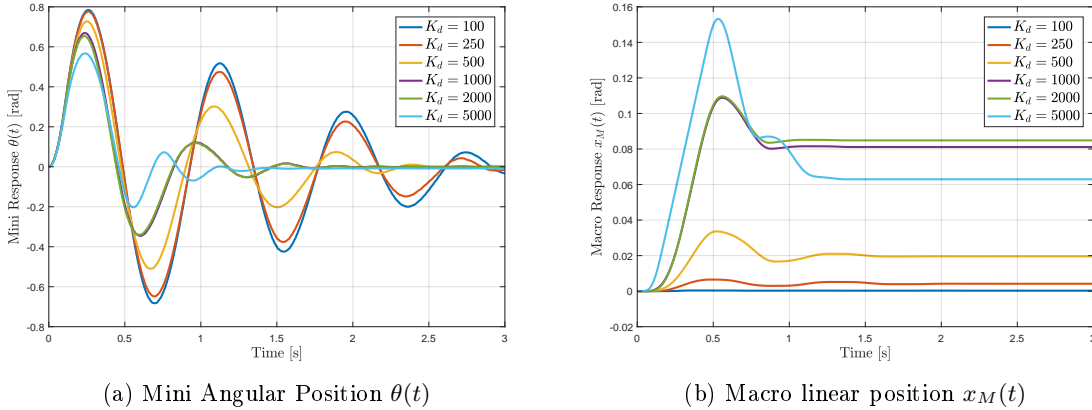 0.8
0.6
0.4
0.2
0
-0.2
-0.4
-0.6
-0.8
Mini Response θ(t) [rad]
0 0.5 1 1.5 2 2.5 3
Time [s]
K_d = 100
K_d = 250
K_d = 500
K_d = 1000
K_d = 2000
K_d = 5000
(a) Mini Angular Position θ(t)
0.16
0.14
0.12
0.1
0.08
0.06
0.04
0.02
0
-0.02
Macro Response x_M(t) [rad]
0 0.5 1 1.5 2 2.5 3
Time [s]
K_d = 100
K_d = 250
K_d = 500
K_d = 1000
K_d = 2000
K_d = 5000
(b) Macro linear position x_M(t)